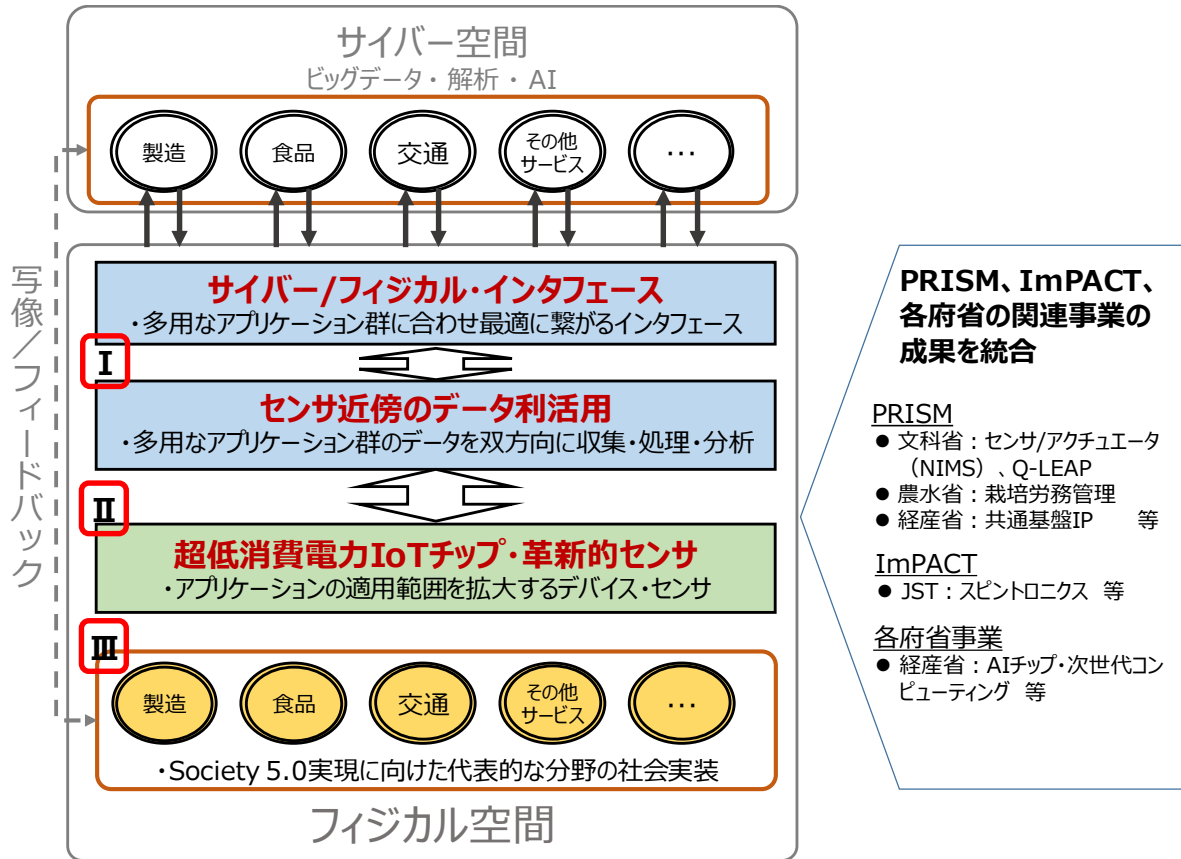 サイバー空間
ビッグデータ・解析・AI
製造
食品
交通
その他
サービス
…
写像/フィードバック
サイバー/フィジカル・インタフェース
・多用なアプリケーション群に合わせ最適に繋がるインタフェース
Ⅰ
センサ近傍のデータ利活用
・多用なアプリケーション群のデータを双方向に収集・処理・分析
Ⅱ
超低消費電力IoTチップ・革新的センサ
・アプリケーションの適用範囲を拡大するデバイス・センサ
Ⅲ
製造
食品
交通
その他
サービス
…
・Society 5.0実現に向けた代表的な分野の社会実装
フィジカル空間
PRISM、ImPACT、
各府省の関連事業の
成果を統合
PRISM
● 文科省：センサ/アクチュエータ
（NIMS）、Q-LEAP
● 農水省：栽培労務管理
● 経産省：共通基盤IP 等
ImPACT
● JST：スピントロニクス 等
各府省事業
● 経産省：AIチップ・次世代コン
ピューティング 等